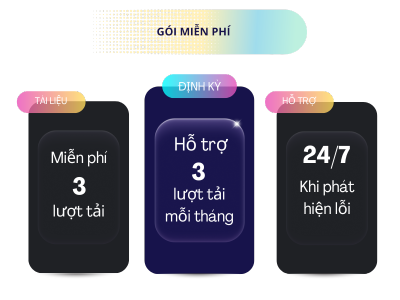 GÓI MIỄN PHÍ
TÀI LIỆU
Miễn phí
3
lượt tải
ĐỊNH KỲ
Hỗ trợ
3
lượt tải
mỗi tháng
HỖ TRỢ
24/7
Khi phát
hiện lỗi